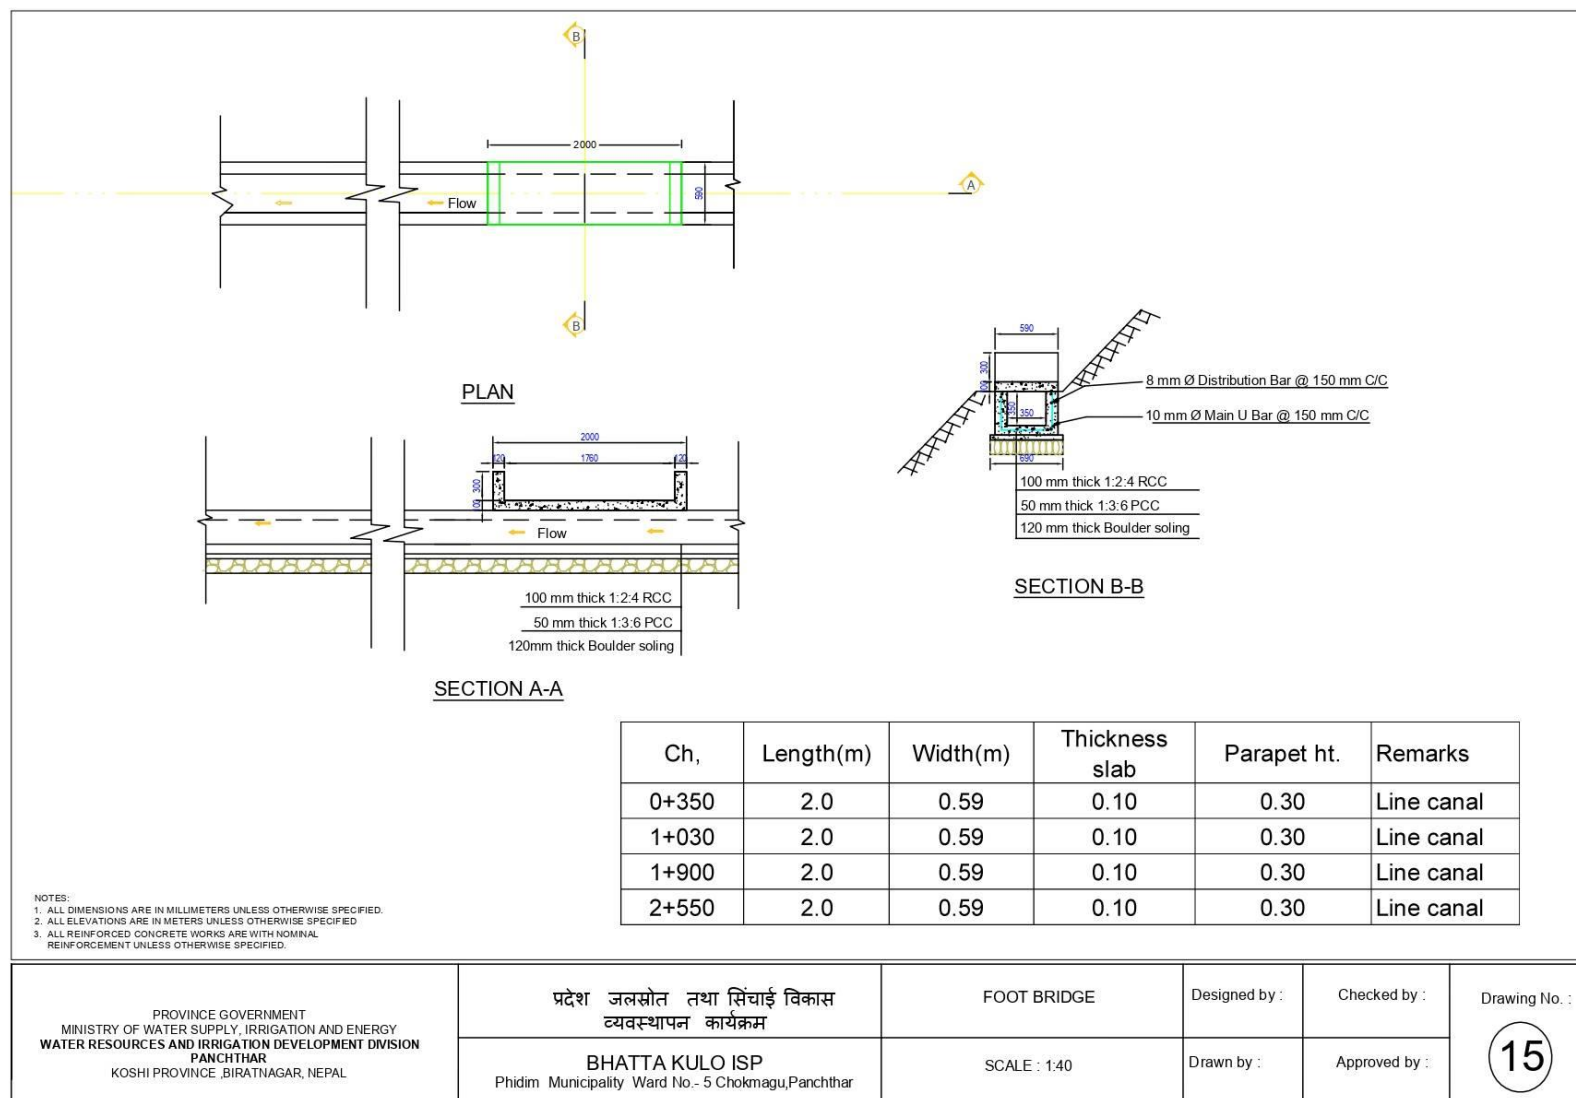 B
2000
590
A
Flow
B
PLAN
590
300
100
350
350
690
8 mm Ø Distribution Bar @ 150 mm C/C
10 mm Ø Main U Bar @ 150 mm C/C
100 mm thick 1:2:4 RCC
50 mm thick 1:3:6 PCC
120 mm thick Boulder soling
SECTION B-B
2000
120
1760
120
300
100
Flow
100 mm thick 1:2:4 RCC
50 mm thick 1:3:6 PCC
120mm thick Boulder soling
SECTION A-A
Ch, Length(m) Width(m) Thickness slab Parapet ht. Remarks
0+350 2.0 0.59 0.10 0.30 Line canal
1+030 2.0 0.59 0.10 0.30 Line canal
1+900 2.0 0.59 0.10 0.30 Line canal
2+550 2.0 0.59 0.10 0.30 Line canal
NOTES:
1. ALL DIMENSIONS ARE IN MILLIMETERS UNLESS OTHERWISE SPECIFIED.
2. ALL ELEVATIONS ARE IN METERS UNLESS OTHERWISE SPECIFIED
3. ALL REINFORCED CONCRETE WORKS ARE WITH NOMINAL
REINFORCEMENT UNLESS OTHERWISE SPECIFIED.
PROVINCE GOVERNMENT
MINISTRY OF WATER SUPPLY, IRRIGATION AND ENERGY
WATER RESOURCES AND IRRIGATION DEVELOPMENT DIVISION
PANCHTHAR
KOSHI PROVINCE ,BIRATNAGAR, NEPAL
प्रदेश जलस्रोत तथा सिंचाई विकास
व्यवस्थापन कार्यक्रम
BHATTA KULO ISP
Phidim Municipality Ward No.- 5 Chokmagu,Panchthar
FOOT BRIDGE
SCALE : 1:40
Designed by :
Checked by :
Drawn by :
Approved by :
Drawing No. :
15